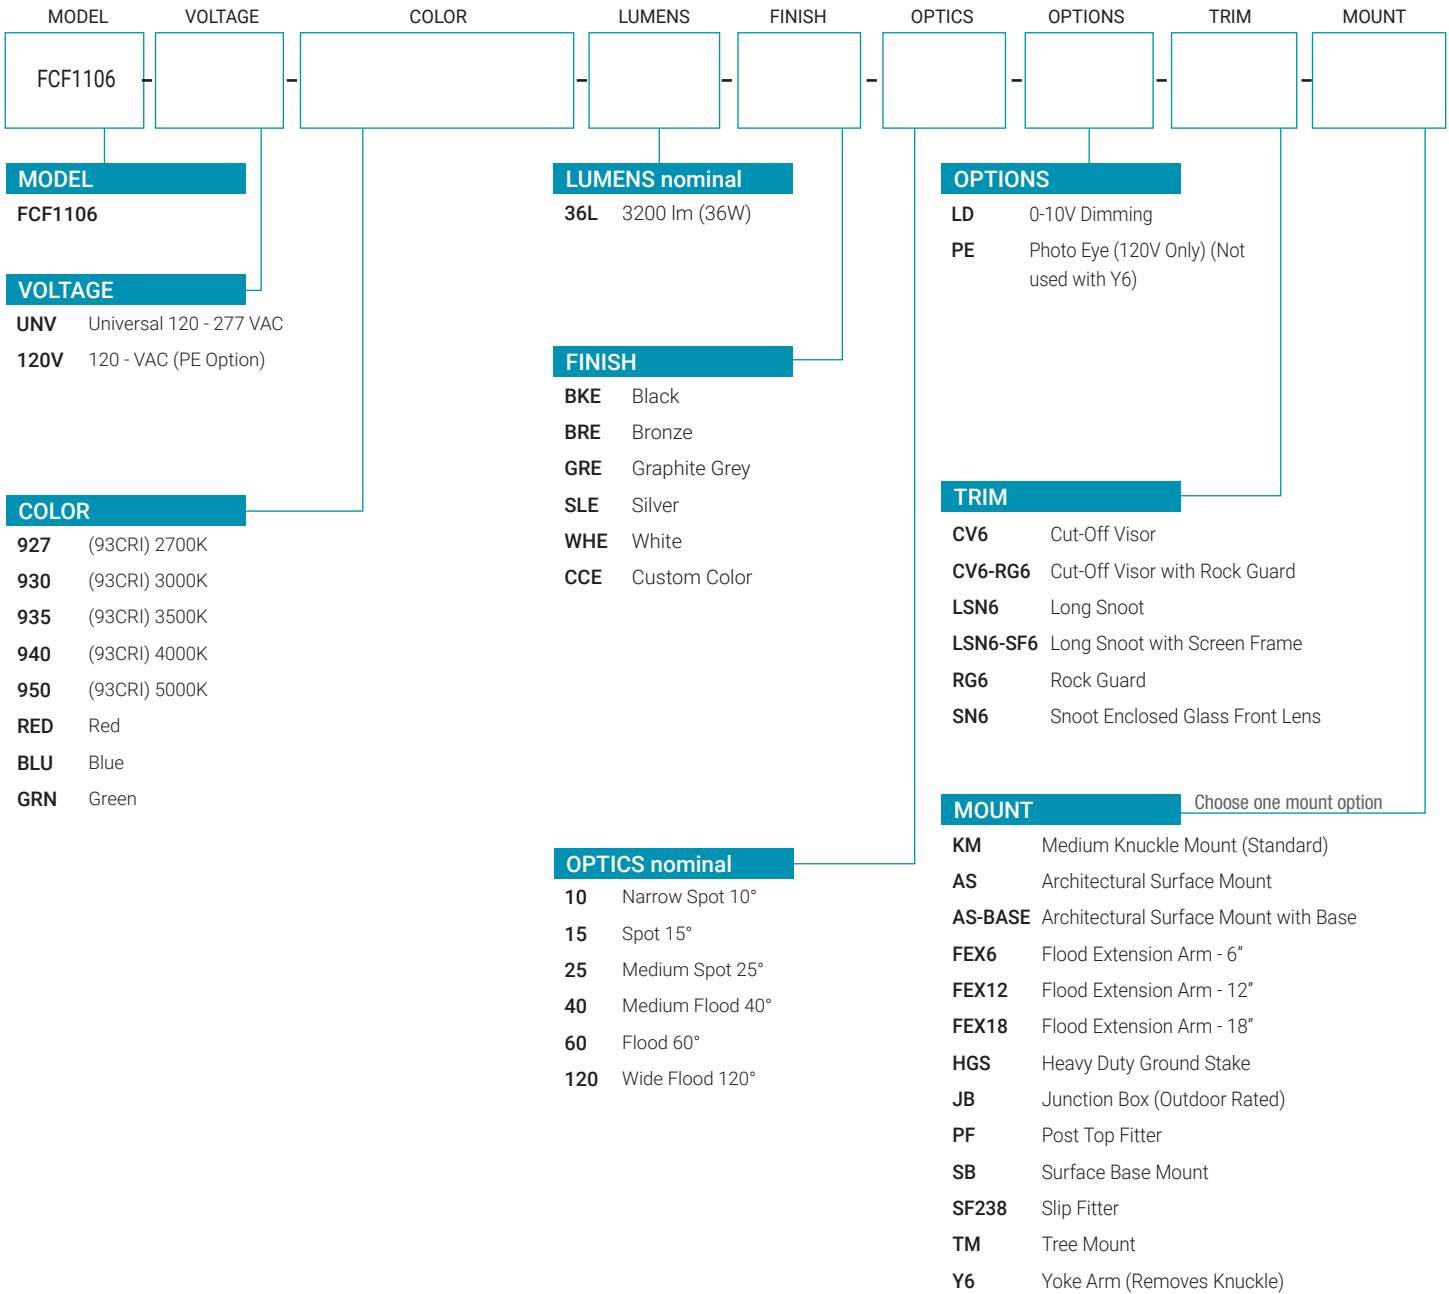 MODEL VOLTAGE COLOR LUMENS FINISH OPTICS OPTIONS TRIM MOUNT
FCF1106 - - - - - - - -
MODEL
FCF1106
VOLTAGE
UNV Universal 120 - 277 VAC
120V 120 - VAC (PE Option)
COLOR
927 (93CRI) 2700K
930 (93CRI) 3000K
935 (93CRI) 3500K
940 (93CRI) 4000K
950 (93CRI) 5000K
RED Red
BLU Blue
GRN Green
LUMENS nominal
36L 3200 lm (36W)
FINISH
BKE Black
BRE Bronze
GRE Graphite Grey
SLE Silver
WHE White
CCE Custom Color
OPTICS nominal
10 Narrow Spot 10°
15 Spot 15°
25 Medium Spot 25°
40 Medium Flood 40°
60 Flood 60°
120 Wide Flood 120°
OPTIONS
LD 0-10V Dimming
PE Photo Eye (120V Only) (Not
used with Y6)
TRIM
CV6 Cut-Off Visor
CV6-RG6 Cut-Off Visor with Rock Guard
LSN6 Long Snoot
LSN6-SF6 Long Snoot with Screen Frame
RG6 Rock Guard
SN6 Snoot Enclosed Glass Front Lens
MOUNT Choose one mount option
KM Medium Knuckle Mount (Standard)
AS Architectural Surface Mount
AS-BASE Architectural Surface Mount with Base
FEX6 Flood Extension Arm - 6”
FEX12 Flood Extension Arm - 12”
FEX18 Flood Extension Arm - 18”
HGS Heavy Duty Ground Stake
JB Junction Box (Outdoor Rated)
PF Post Top Fitter
SB Surface Base Mount
SF238 Slip Fitter
TM Tree Mount
Y6 Yoke Arm (Removes Knuckle)